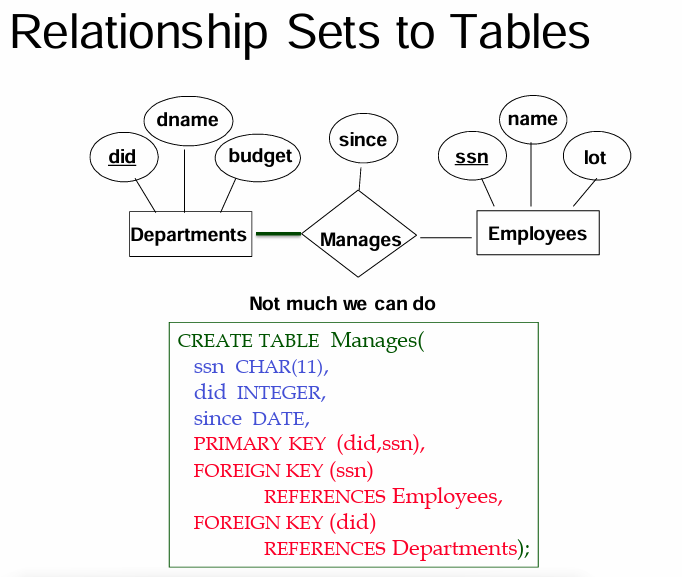 Relationship Sets to Tables
dname
name
since
did
budget
ssn
lot
Departments
Manages
Employees
Not much we can do
CREATE TABLE Manages(
ssn CHAR(11),
did INTEGER,
since DATE,
PRIMARY KEY (did,ssn),
FOREIGN KEY (ssn)
REFERENCES Employees,
FOREIGN KEY (did)
REFERENCES Departments);